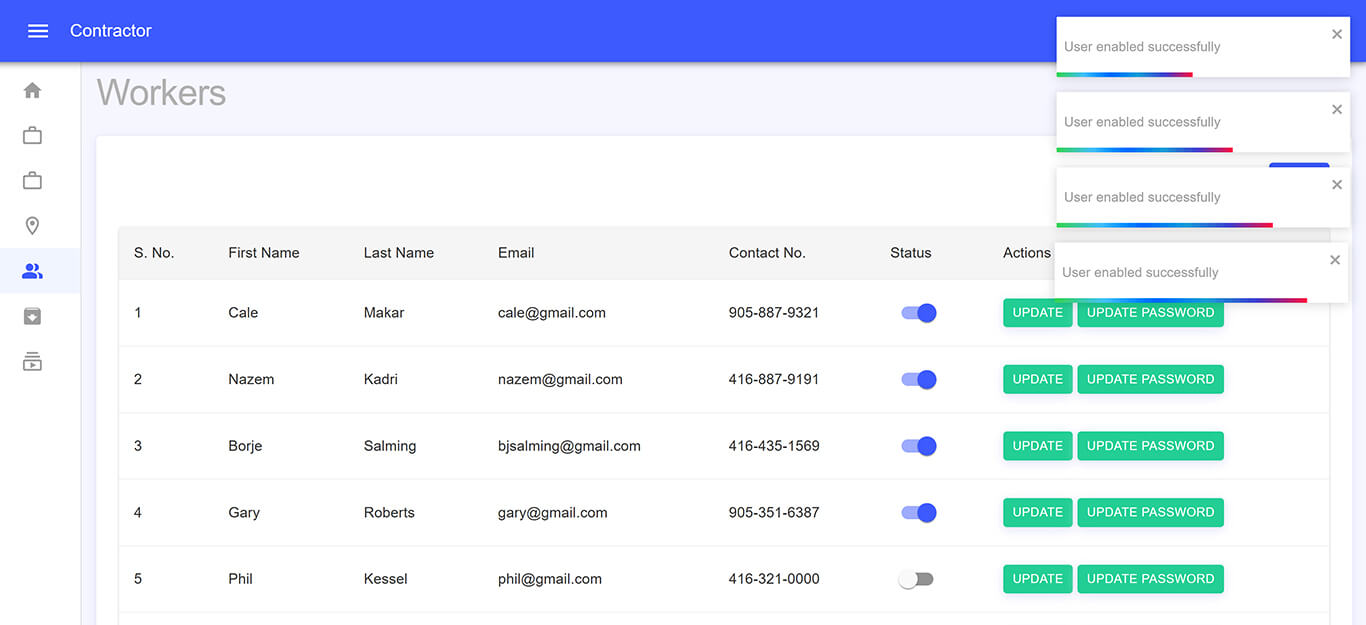 Contractor
User enabled successfully
Workers
User enabled successfully
User enabled successfully
S. No. First Name Last Name Email Contact No. Status Actions
User enabled successfully
1 Cale Makar cale@gmail.com 905-887-9321 UPDATE UPDATE PASSWORD
2 Nazem Kadri nazem@gmail.com 416-887-9191 UPDATE UPDATE PASSWORD
3 Borje Salming bjsalming@gmail.com 416-435-1569 UPDATE UPDATE PASSWORD
4 Gary Roberts gary@gmail.com 905-351-6387 UPDATE UPDATE PASSWORD
5 Phil Kessel phil@gmail.com 416-321-0000 UPDATE UPDATE PASSWORD